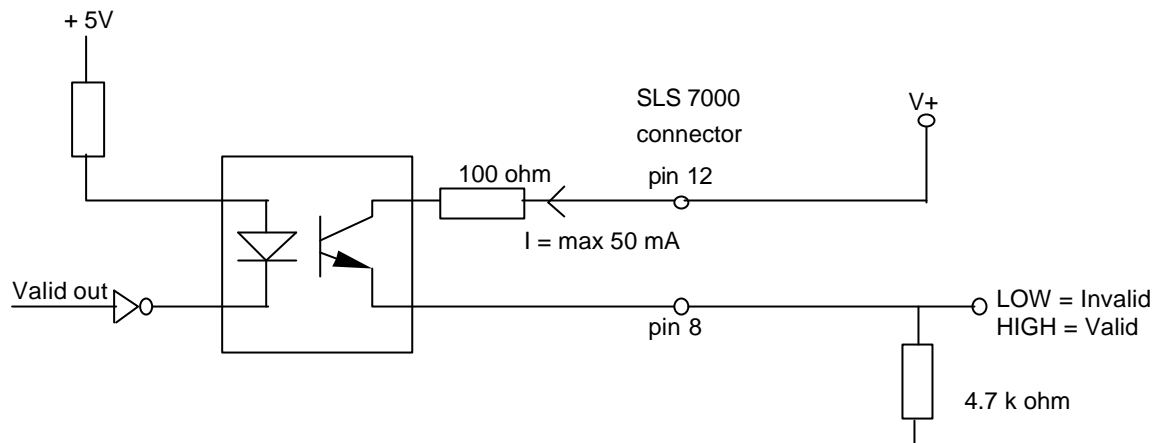 + 5V
SLS 7000
connector
V+
100 ohm
pin 12
I = max 50 mA
Valid out
pin 8
LOW = Invalid
HIGH = Valid
4.7 k ohm